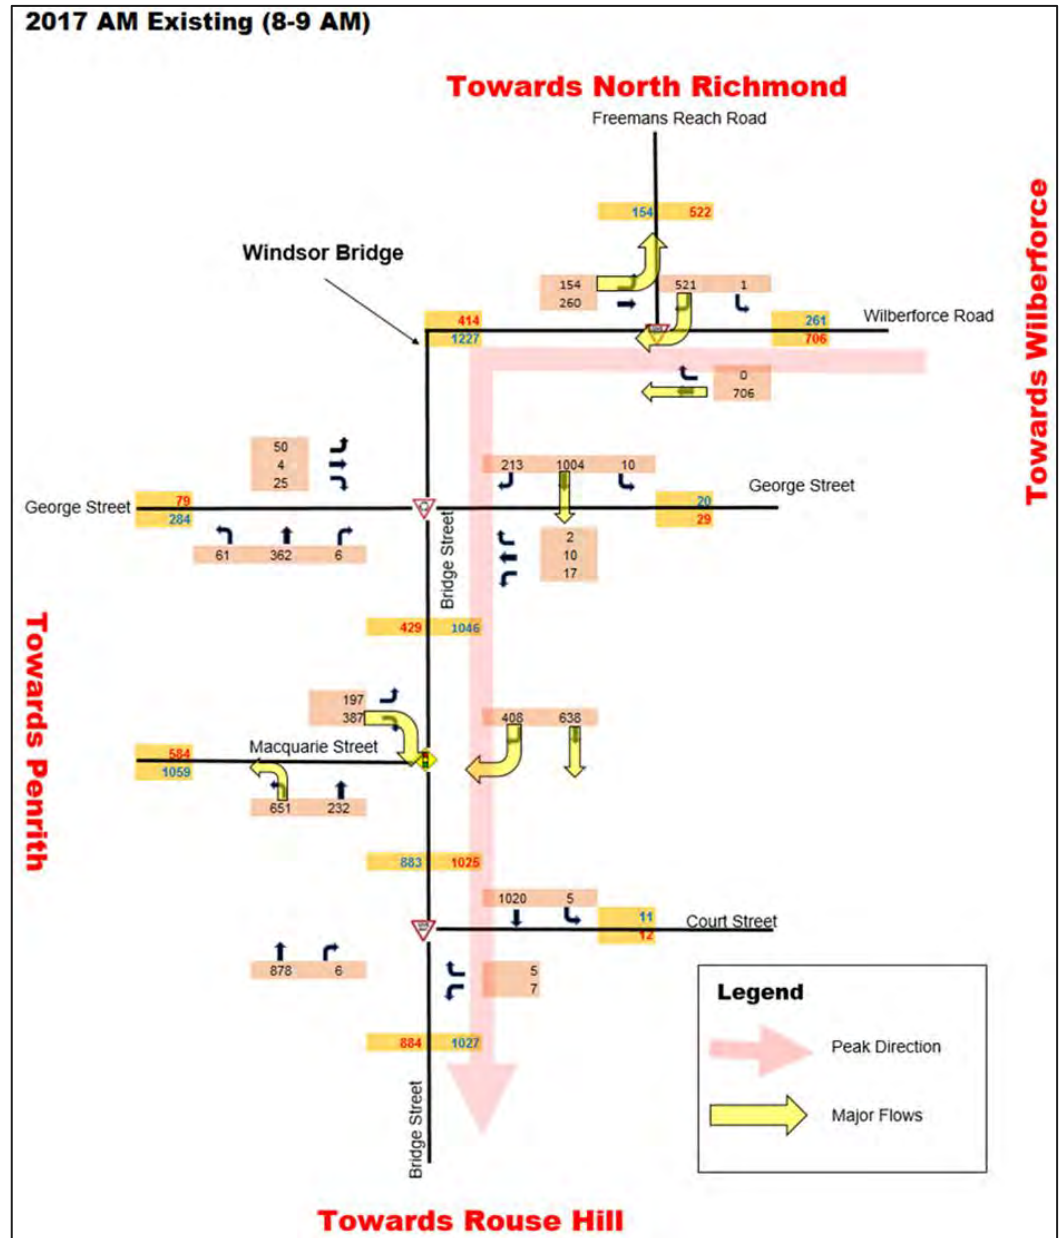 2017 AM Existing (8-9 AM)
Towards North Richmond
Freemans Reach Road
Towards Wilberforce
154 522
Windsor Bridge
154 521 1
260
414
1227
261
706
Wilberforce Road
0
706
50
4
25
213 1004 10
George Street
79
284
20
29
George Street
61 362 6
2
10
17
Bridge Street
Towards Penrith
429 1046
197
387
408 638
Macquarie Street
584
1059
651 232
883 1025
1020 5
11
12
Court Street
878 6
5
7
884 1027
Bridge Street
Legend
Peak Direction
Major Flows
Towards Rouse Hill